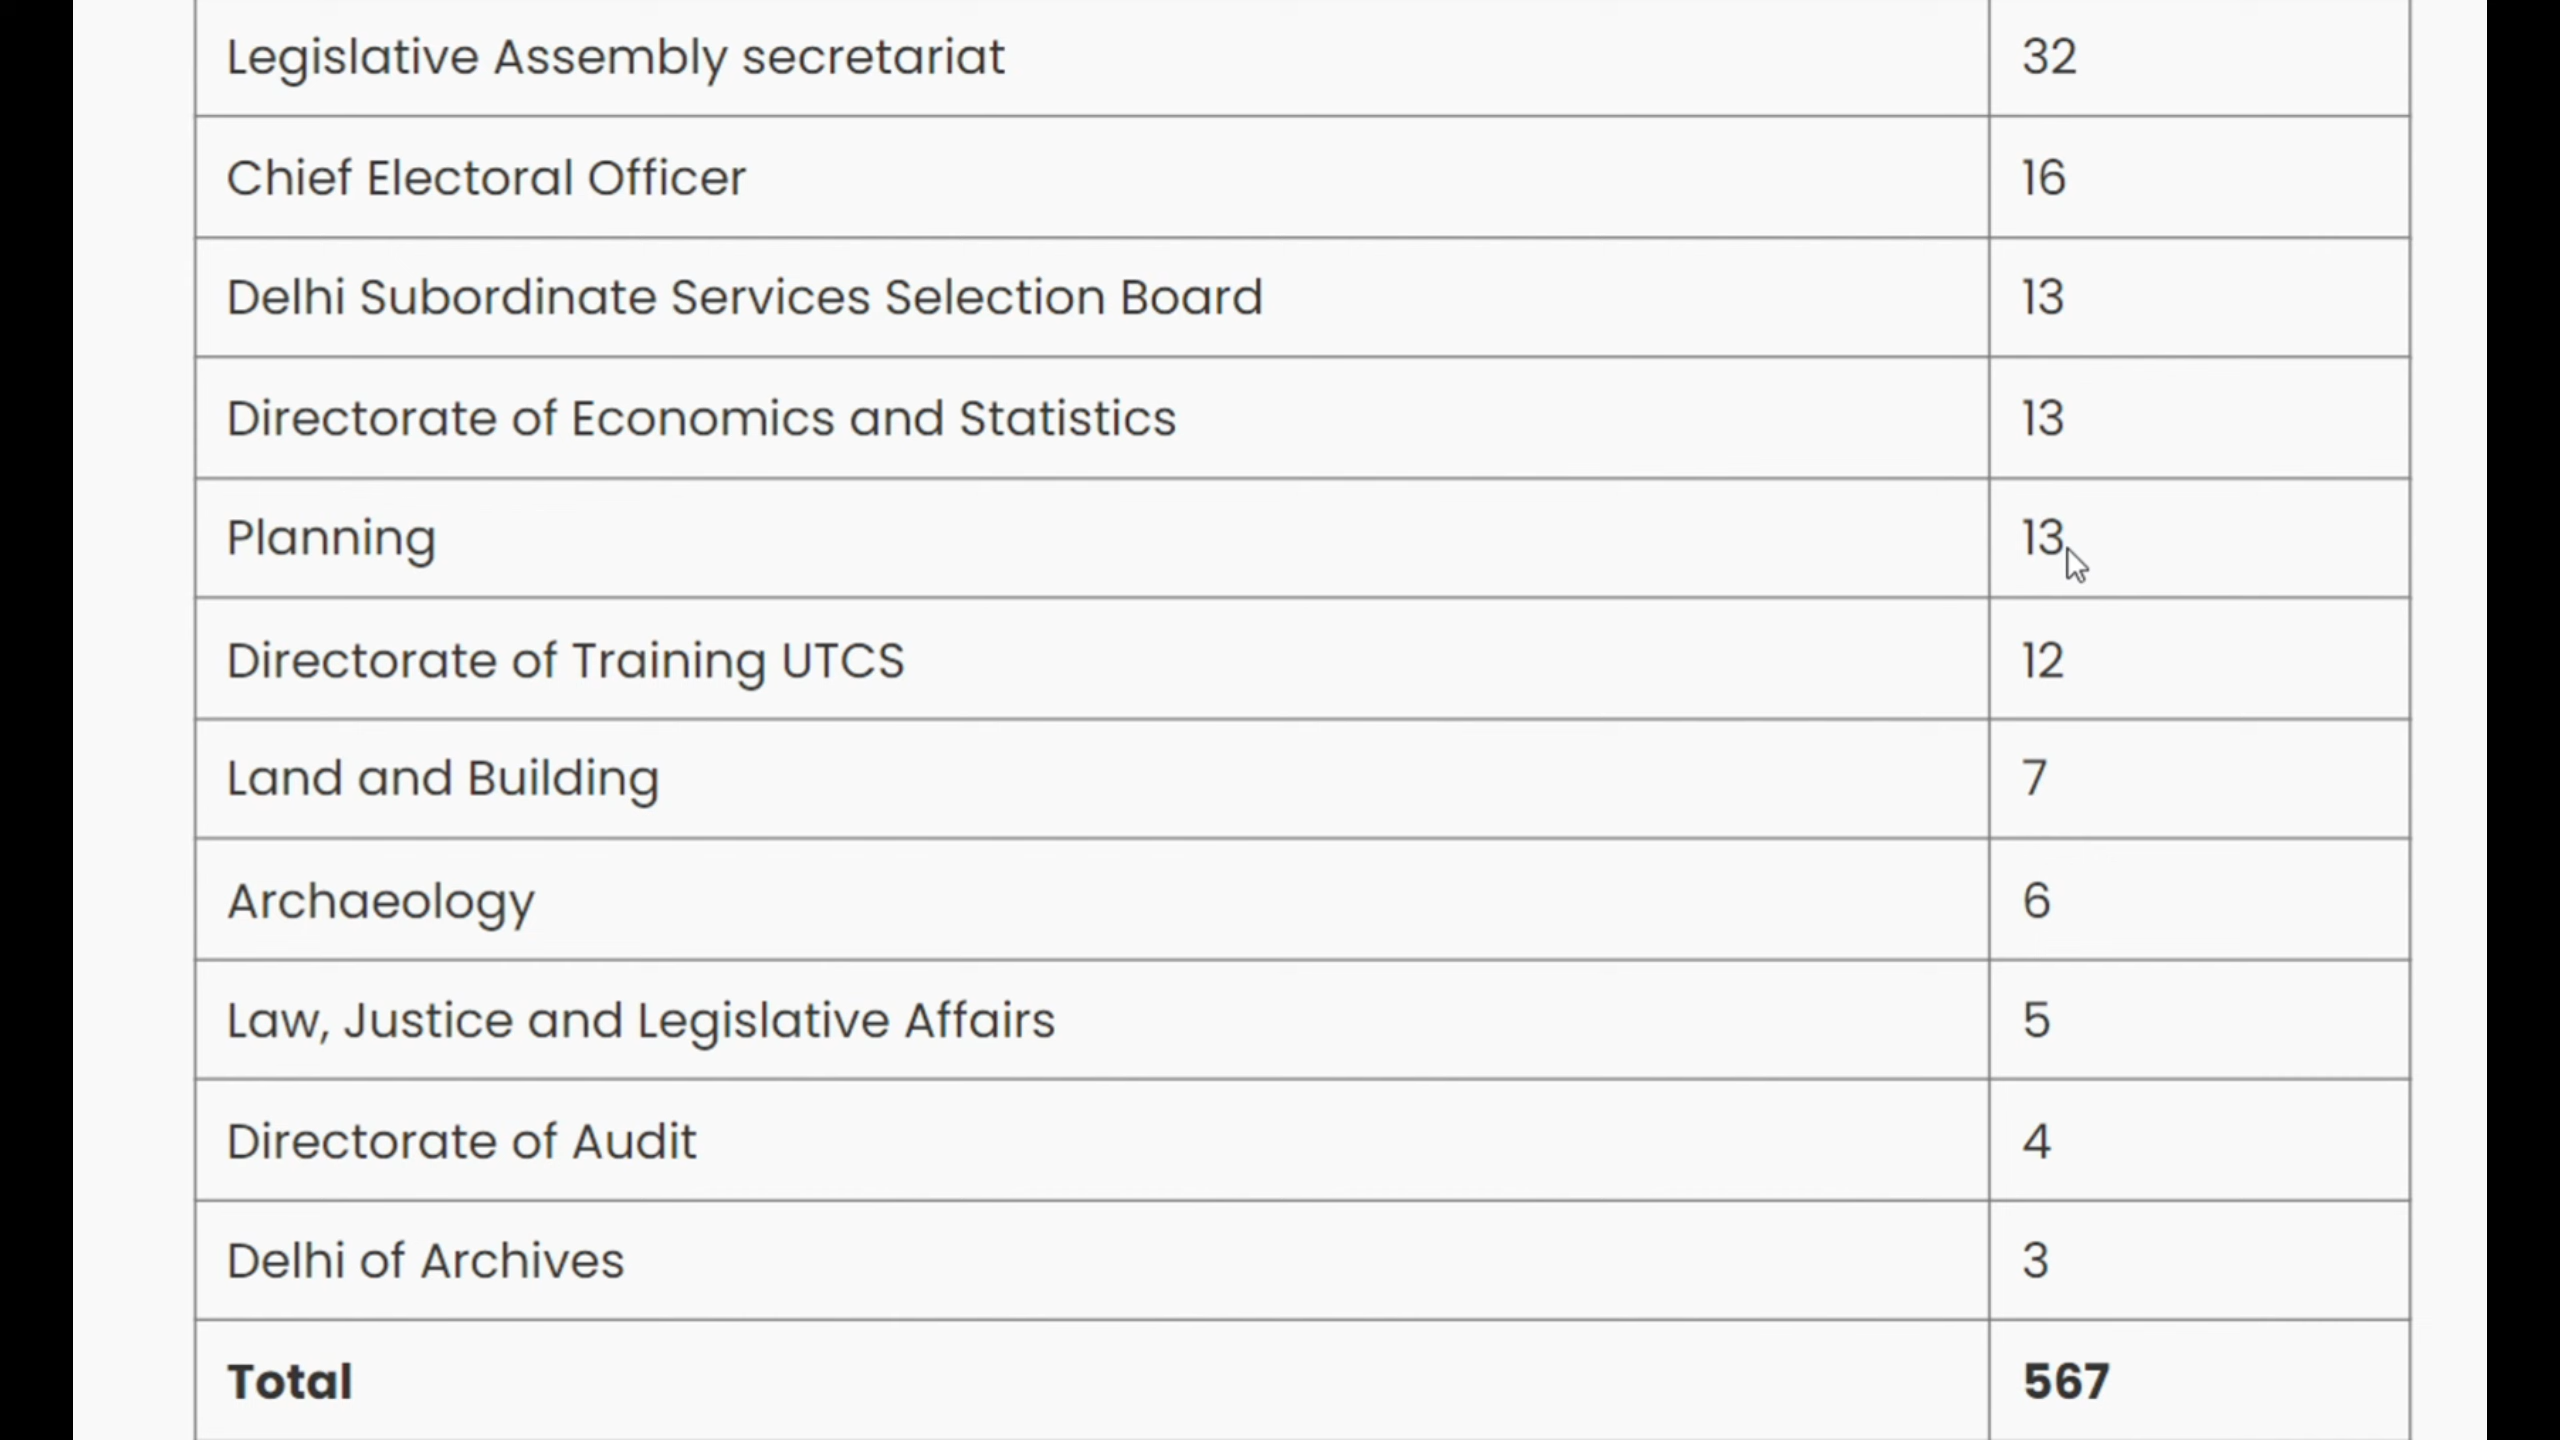 Legislative Assembly secretariat 32
Chief Electoral Officer 16
Delhi Subordinate Services Selection Board 13
Directorate of Economics and Statistics 13
Planning 13
Directorate of Training UTCS 12
Land and Building 7
Archaeology 6
Law, Justice and Legislative Affairs 5
Directorate of Audit 4
Delhi of Archives 3
Total 567